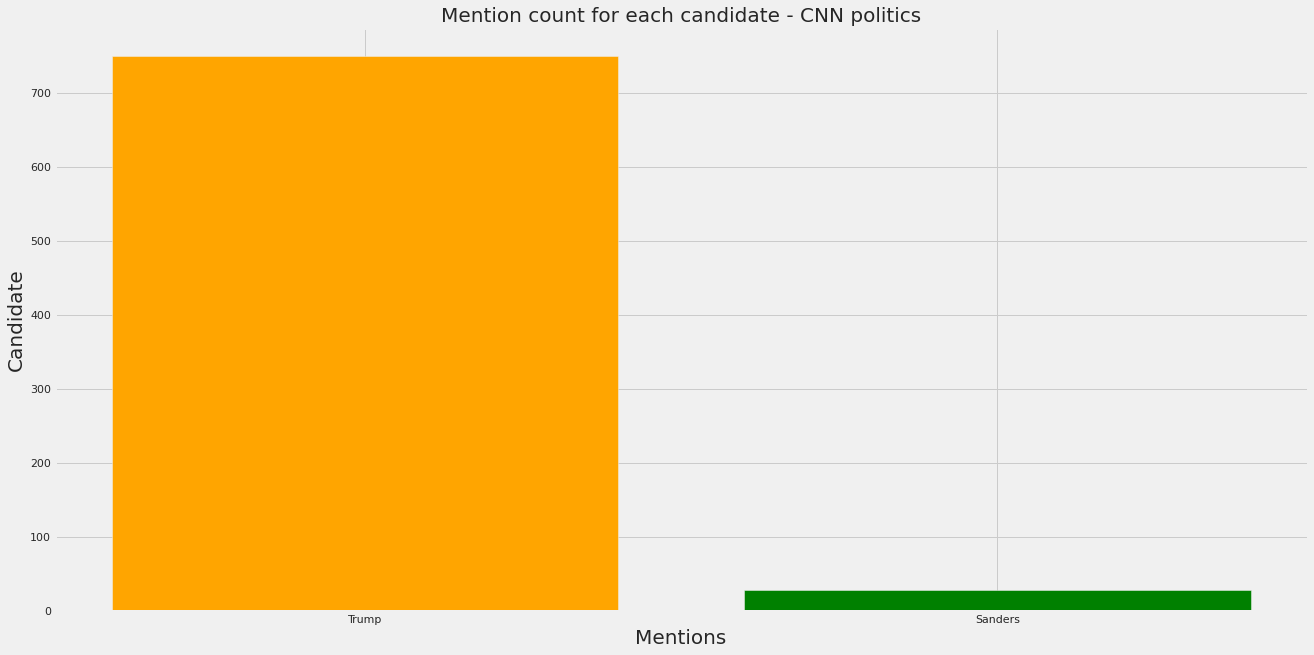 Mention count for each candidate - CNN politics
Candidate
700
600
500
400
300
200
100
0
Trump
Sanders
Mentions